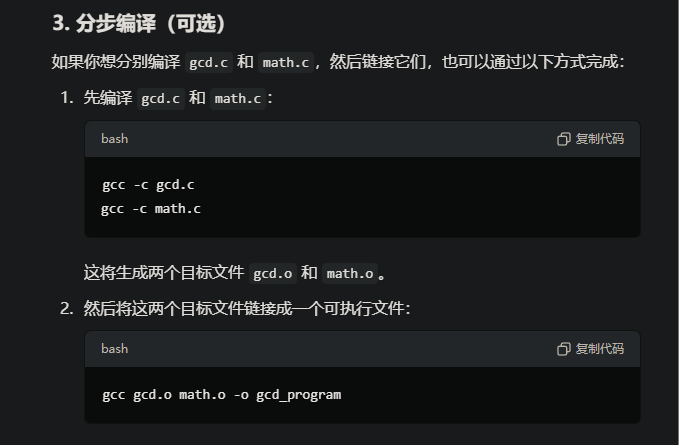 3. 分步编译（可选）
如果你想分别编译 gcd.c 和 math.c，然后链接它们，也可以通过以下方式完成：
1. 先编译 gcd.c 和 math.c：
bash 复制代码
gcc -c gcd.c
gcc -c math.c
这将生成两个目标文件 gcd.o 和 math.o。
2. 然后将这两个目标文件链接成一个可执行文件：
bash 复制代码
gcc gcd.o math.o -o gcd_program